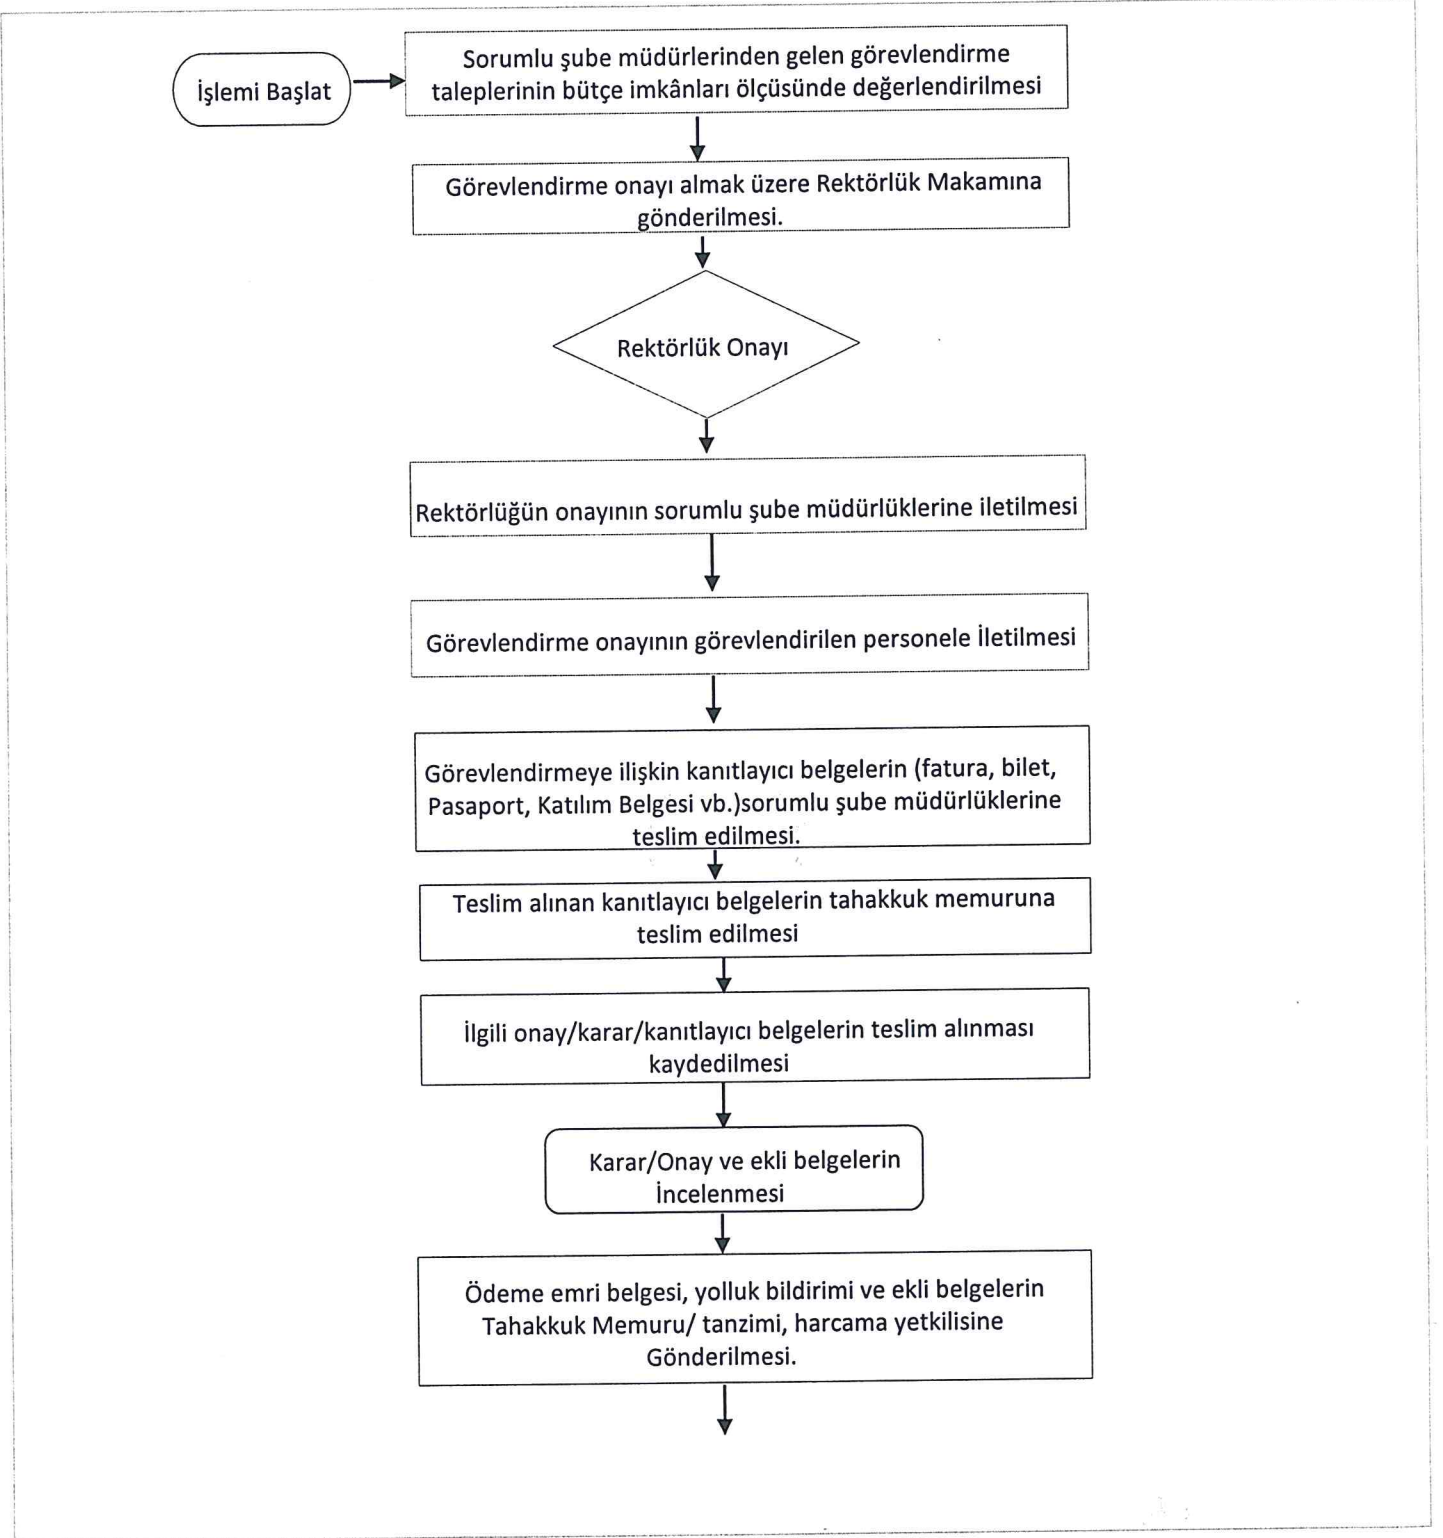 İşlemi Başlat
Sorumlu şube müdürlerinden gelen görevlendirme
taleplerinin bütçe imkânları ölçüsünde değerlendirilmesi
Görevlendirme onayı almak üzere Rektörlük Makamına
gönderilmesi.
Rektörlük Onayı
Rektörlüğün onayının sorumlu şube müdürlüklerine iletilmesi
Görevlendirme onayının görevlendirilen personele İletilmesi
Görevlendirmeye ilişkin kanıtlayıcı belgelerin (fatura, bilet,
Pasaport, Katılım Belgesi vb.)sorumlu şube müdürlüklerine
teslim edilmesi.
Teslim alınan kanıtlayıcı belgelerin tahakkuk memuruna
teslim edilmesi
İlgili onay/karar/kanıtlayıcı belgelerin teslim alınması
kaydedilmesi
Karar/Onay ve ekli belgelerin
İncelenmesi
Ödeme emri belgesi, yolluk bildirimi ve ekli belgelerin
Tahakkuk Memuru/ tanzimi, harcama yetkilisine
Gönderilmesi.